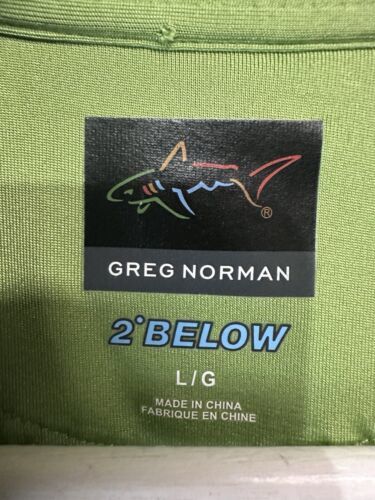 ®
GREG NORMAN
2°BELOW
L/G
MADE IN CHINA
FABRIQUE EN CHINE